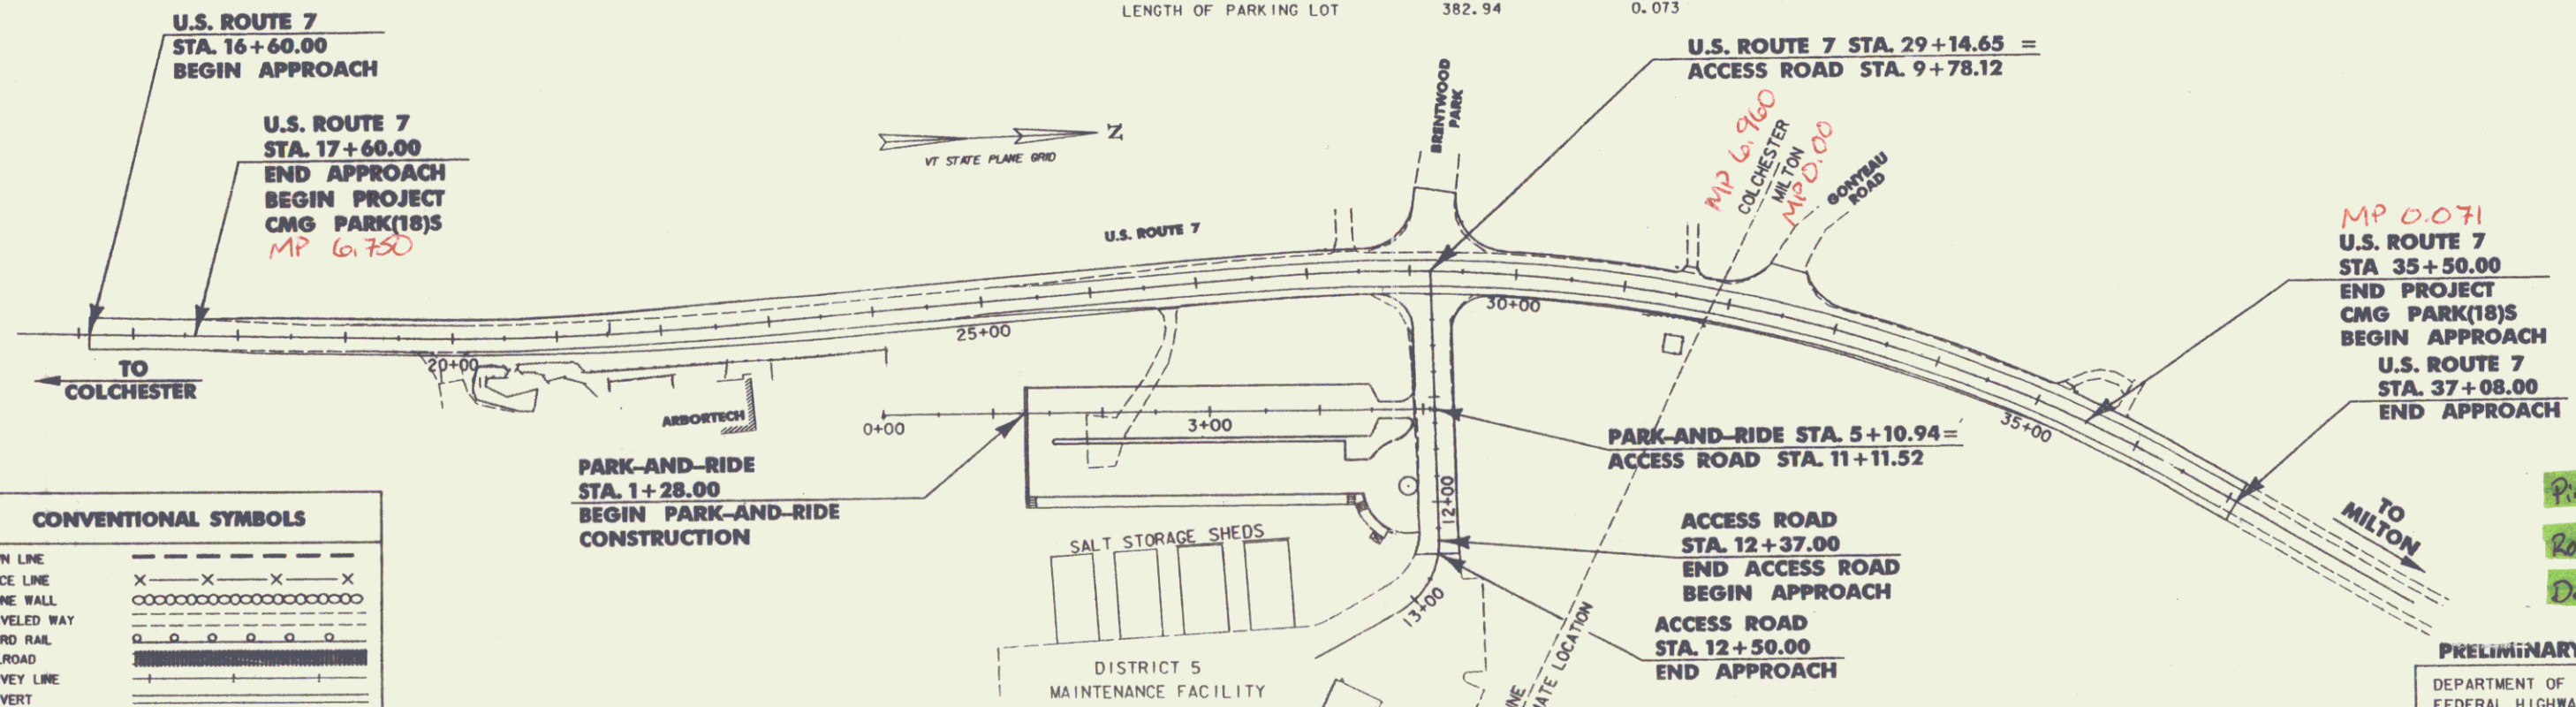 LENGTH OF PARKING LOT 382.94 0.073
U.S. ROUTE 7
STA. 16+60.00
BEGIN APPROACH
U.S. ROUTE 7
STA. 17+60.00
END APPROACH
BEGIN PROJECT
CMG PARK(18)S
MP 6.750
TO
COLCHESTER
20+00
ARBORTECH
N
VT STATE PLANE GRID
U.S. ROUTE 7
25+00
BRENTWOOD
PARK
U.S. ROUTE 7 STA. 29+14.65 =
ACCESS ROAD STA. 9+78.12
30+00
MP 6.960
COLCHESTER
MILTON
MP 0.00
GONYEAU
ROAD
MP 0.071
U.S. ROUTE 7
STA 35+50.00
END PROJECT
CMG PARK(18)S
BEGIN APPROACH
U.S. ROUTE 7
STA. 37+08.00
END APPROACH
35+00
TO
MILTON
0+00
3+00
PARK-AND-RIDE
STA. 1+28.00
BEGIN PARK-AND-RIDE
CONSTRUCTION
PARK-AND-RIDE STA. 5+10.94=
ACCESS ROAD STA. 11+11.52
12+00
ACCESS ROAD
STA. 12+37.00
END ACCESS ROAD
BEGIN APPROACH
13+00
ACCESS ROAD
STA. 12+50.00
END APPROACH
SALT STORAGE SHEDS
DISTRICT 5
MAINTENANCE FACILITY
LOCATION
CONVENTIONAL SYMBOLS
LINE
LINE
WALL
WAY
RAIL
LINE
PRELIMINARY
DEPARTMENT OF
FEDERAL